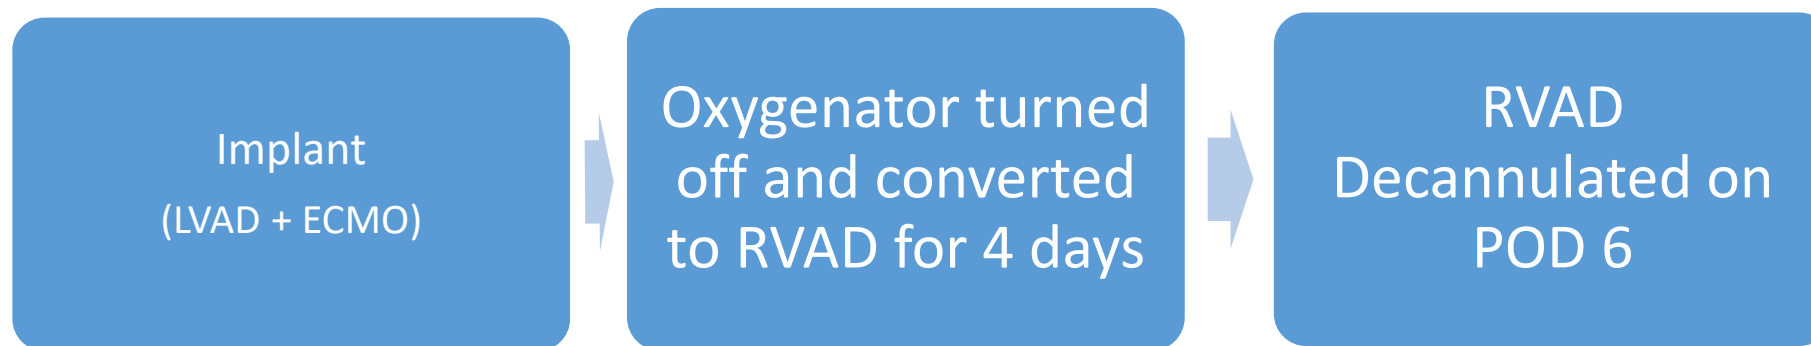 Implant
(LVAD + ECMO)
Oxygenator turned
off and converted
to RVAD for 4 days
RVAD
Decannulated on
POD 6